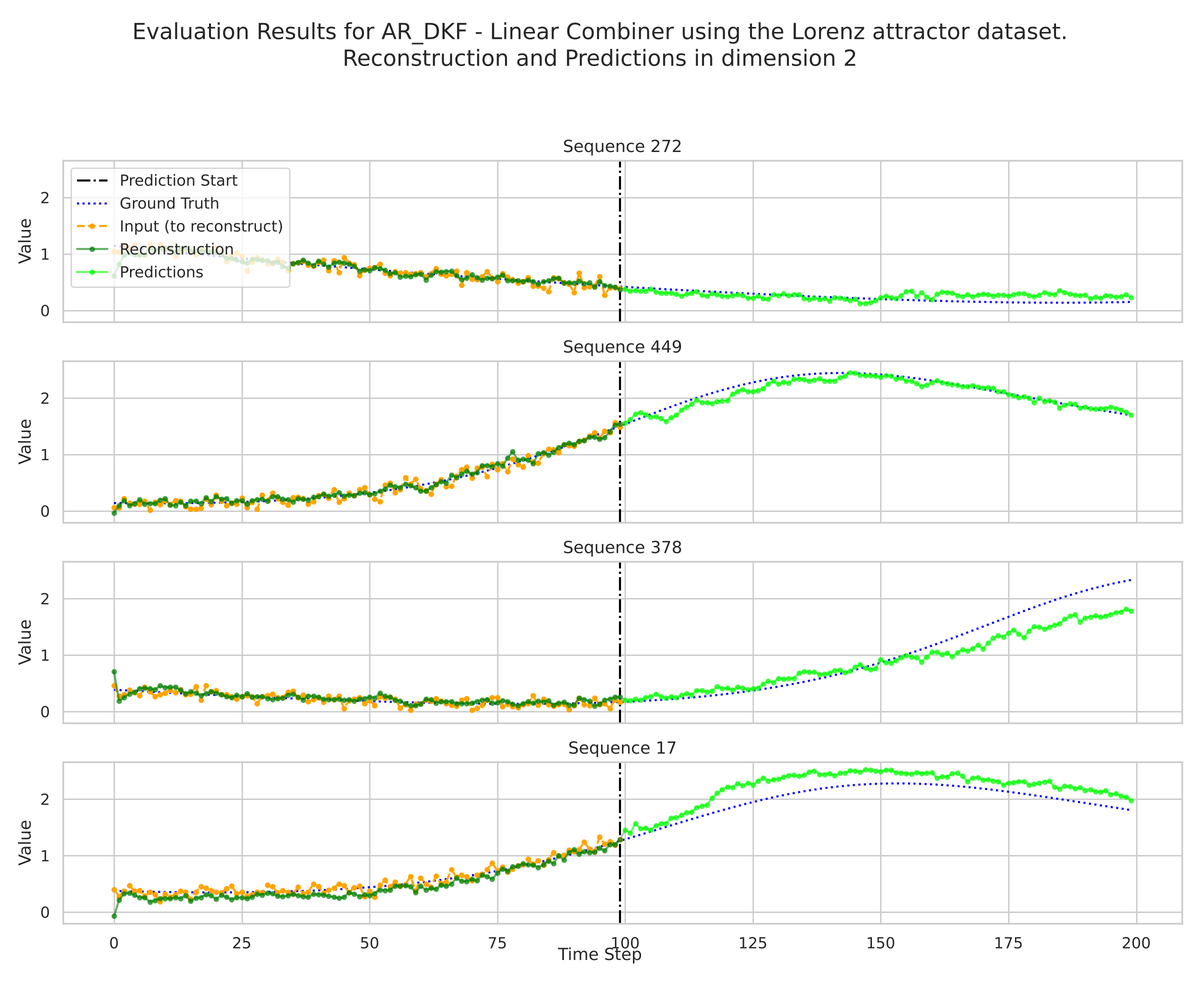 Evaluation Results for AR_DKF - Linear Combiner using the Lorenz attractor dataset.
Reconstruction and Predictions in dimension 2
Sequence 272
Prediction Start
Ground Truth
Input (to reconstruct)
Reconstruction
Predictions
2
1
0
Value
Sequence 449
2
1
0
Value
Sequence 378
2
1
0
Value
Sequence 17
2
1
0
Value
0 25 50 75 100 125 150 175 200
Time Step